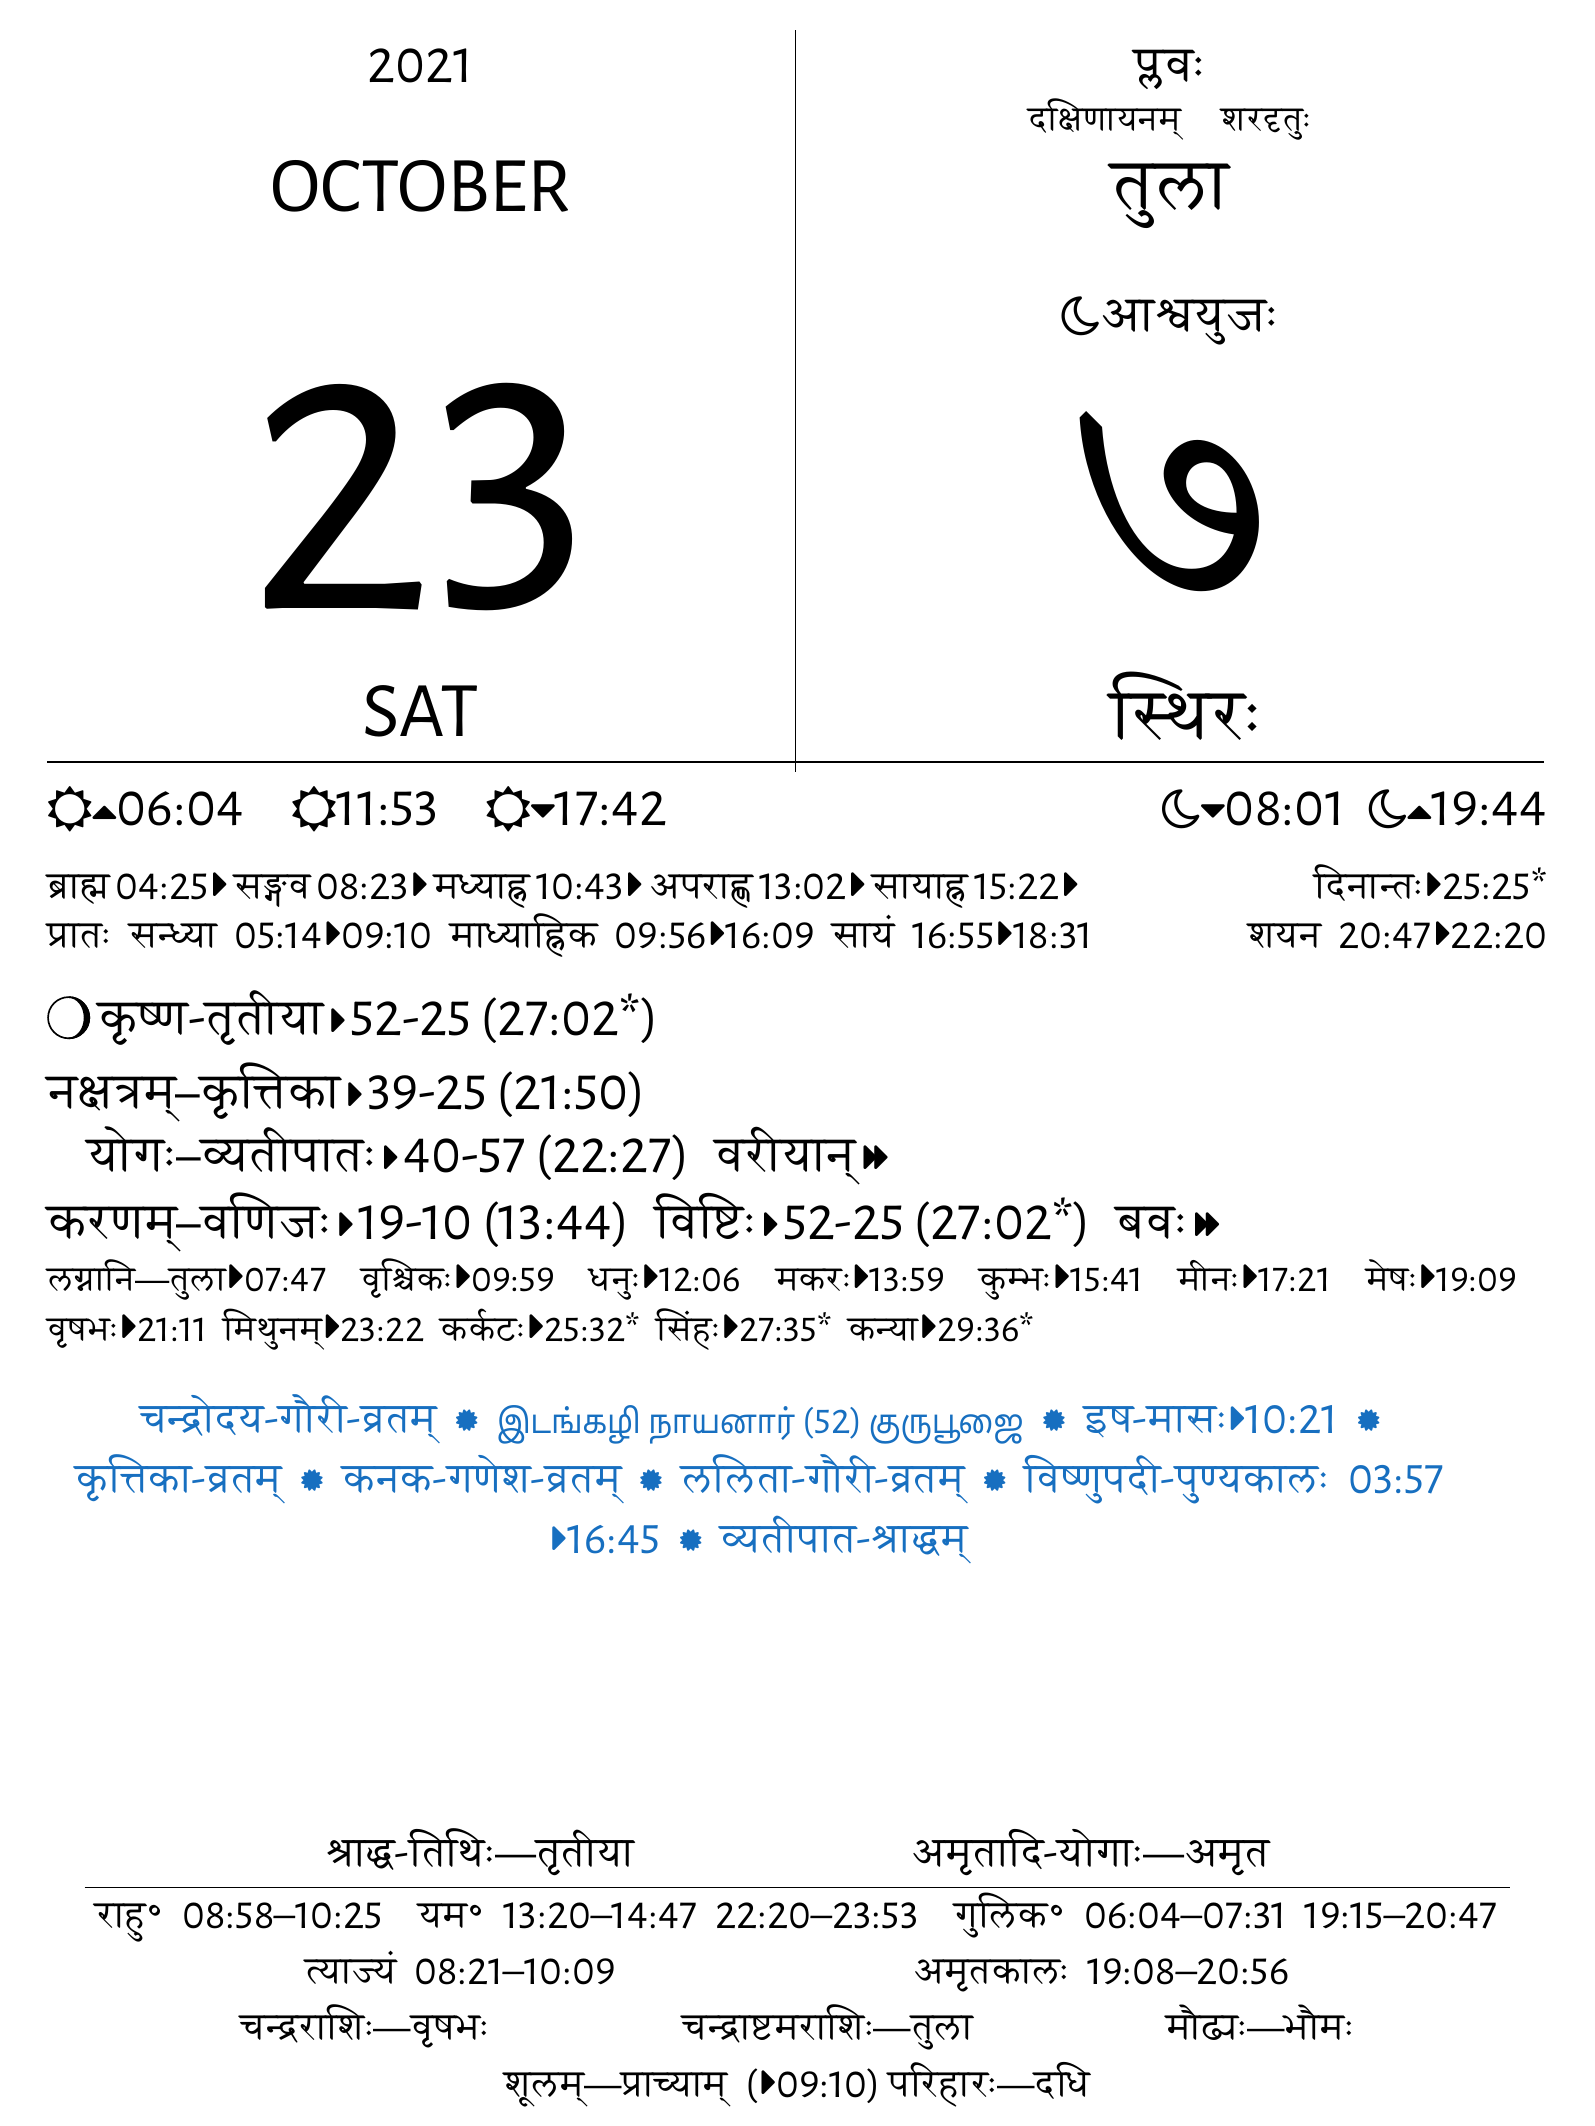 2021
OCTOBER
23
SAT
प्लवः
दक्षिणायनम् शरदृतुः
तुला
आश्वयुजः
७
स्थिरः
06:04 11:53 17:42 08:01 19:44
ब्राह्म 04:25 सङ्गव 08:23 मध्याह्न 10:43 अपराह्ण 13:02 सायाह्न 15:22 दिनान्तः 25:25*
प्रातः सन्ध्या 05:14 09:10 माध्याह्निक 09:56 16:09 सायं 16:55 18:31 शयन 20:47 22:20
कृष्ण-तृतीया 52-25 (27:02*)
नक्षत्रम्–कृत्तिका 39-25 (21:50)
योगः–व्यतीपातः 40-57 (22:27) वरीयान्
करणम्–वणिजः 19-10 (13:44) विष्टिः 52-25 (27:02*) बवः
लग्नानि—तुला 07:47 वृश्चिकः 09:59 धनुः 12:06 मकरः 13:59 कुम्भः 15:41 मीनः 17:21 मेषः 19:09
वृषभः 21:11 मिथुनम् 23:22 कर्कटः 25:32* सिंहः 27:35* कन्या 29:36*
चन्द्रोदय-गौरी-व्रतम् இடங்கழி நாயனார் (52) குருபூஜை इष-मासः 10:21
कृत्तिका-व्रतम् कनक-गणेश-व्रतम् ललिता-गौरी-व्रतम् विष्णुपदी-पुण्यकालः 03:57
16:45 व्यतीपात-श्राद्धम्
श्राद्ध-तिथिः—तृतीया अमृतादि-योगाः—अमृत
राहु॰ 08:58–10:25 यम॰ 13:20–14:47 22:20–23:53 गुलिक॰ 06:04–07:31 19:15–20:47
त्याज्यं 08:21–10:09 अमृतकालः 19:08–20:56
चन्द्रराशिः—वृषभः चन्द्राष्टमराशिः—तुला मौढ्यः—भौमः
शूलम्—प्राच्याम् (09:10) परिहारः—दधि